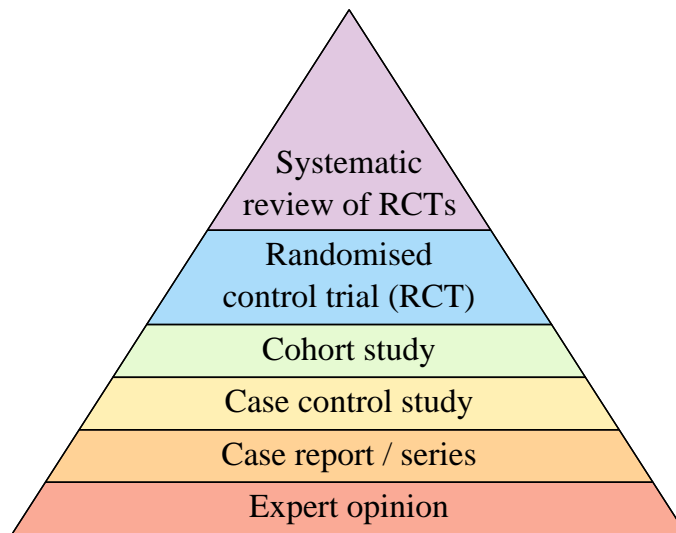 Systematic
review of RCTs
Randomised
control trial (RCT)
Cohort study
Case control study
Case report / series
Expert opinion